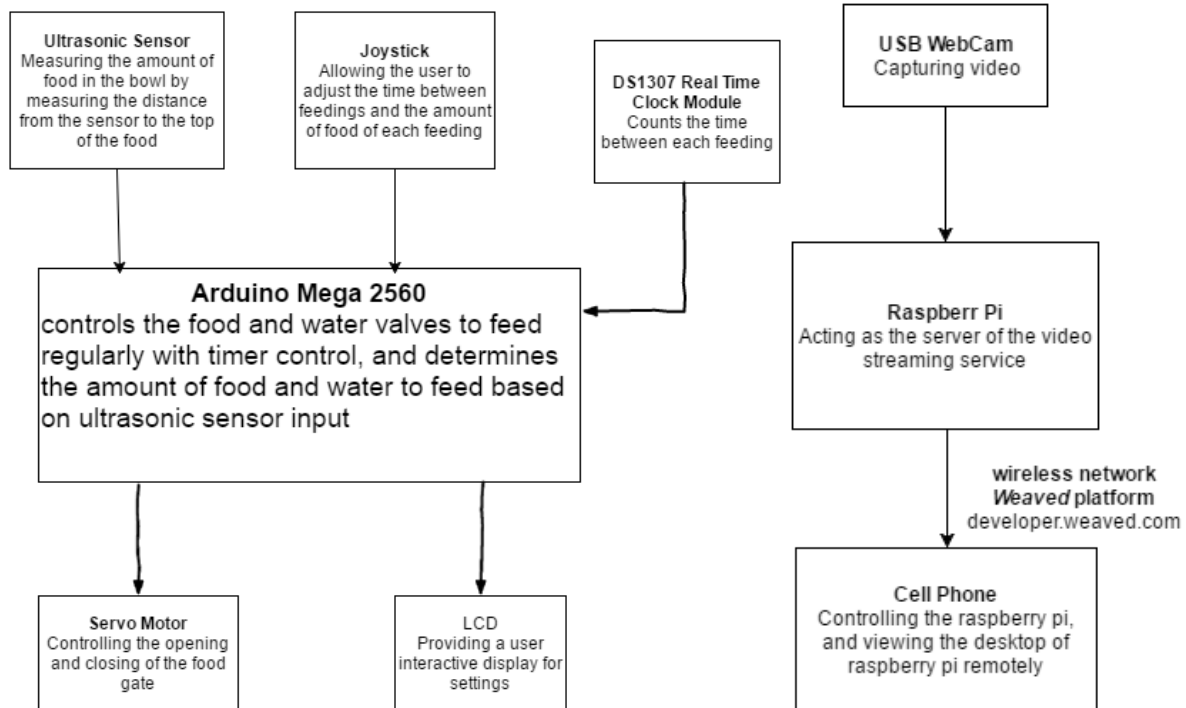 Ultrasonic Sensor
Measuring the amount of
food in the bowl by
measuring the distance
from the sensor to the top
of the food
Joystick
Allowing the user to
adjust the time between
feedings and the amount
of food of each feeding
DS1307 Real Time
Clock Module
Counts the time
between each feeding
USB WebCam
Capturing video
Arduino Mega 2560
controls the food and water valves to feed
regularly with timer control, and determines
the amount of food and water to feed based
on ultrasonic sensor input
Raspberr Pi
Acting as the server of the video
streaming service
wireless network
Weaved platform
developer.weaved.com
Servo Motor
Controlling the opening
and closing of the food
gate
LCD
Providing a user
interactive display for
settings
Cell Phone
Controlling the raspberry pi,
and viewing the desktop of
raspberry pi remotely